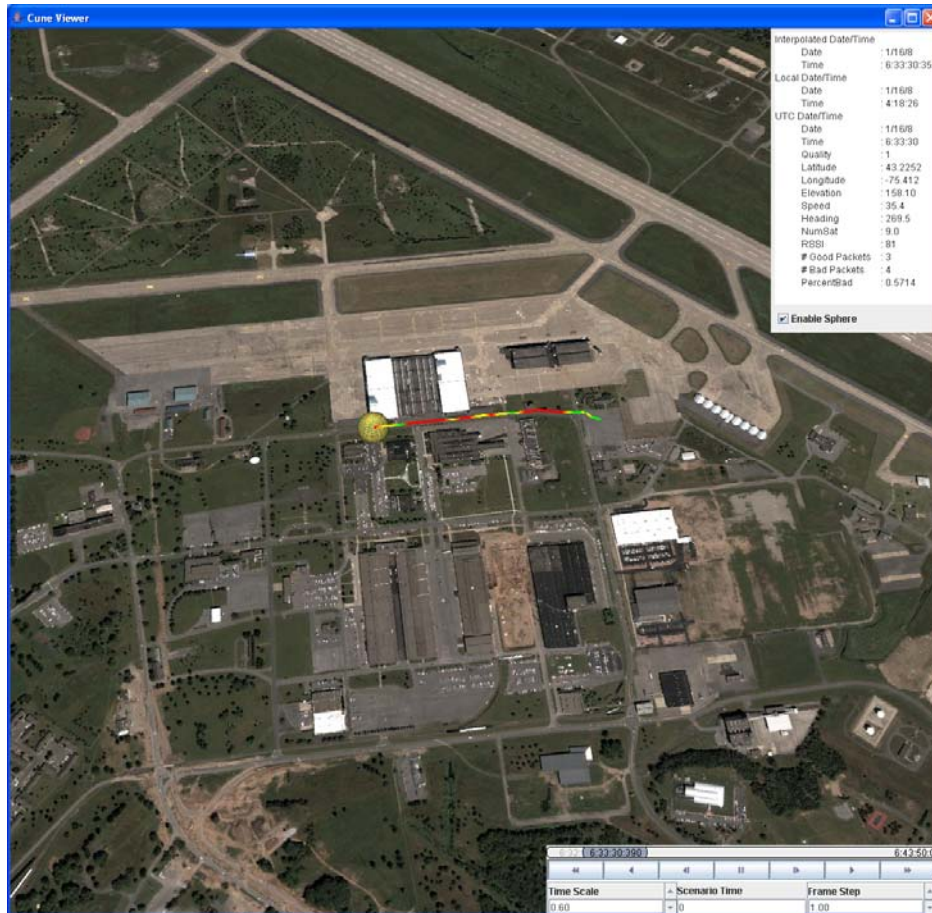 Cune Viewer
Interpolated Date/Time
Date : 1/16/8
Time : 6:33:30:35
Local Date/Time
Date : 1/16/8
Time : 4:18:26
UTC Date/Time
Date : 1/16/8
Time : 6:33:30
Quality : 1
Latitude : 43.2252
Longitude : -75.412
Elevation : 158.10
Speed : 35.4
Heading : 269.5
NumSat : 9.0
RSSI : 81
# Good Packets : 3
# Bad Packets : 4
PercentBad : 0.5714
Enable Sphere
6:32 6:33:30:390 6:43:50:0
Time Scale Scenario Time Frame Step
0.60 0 1.00